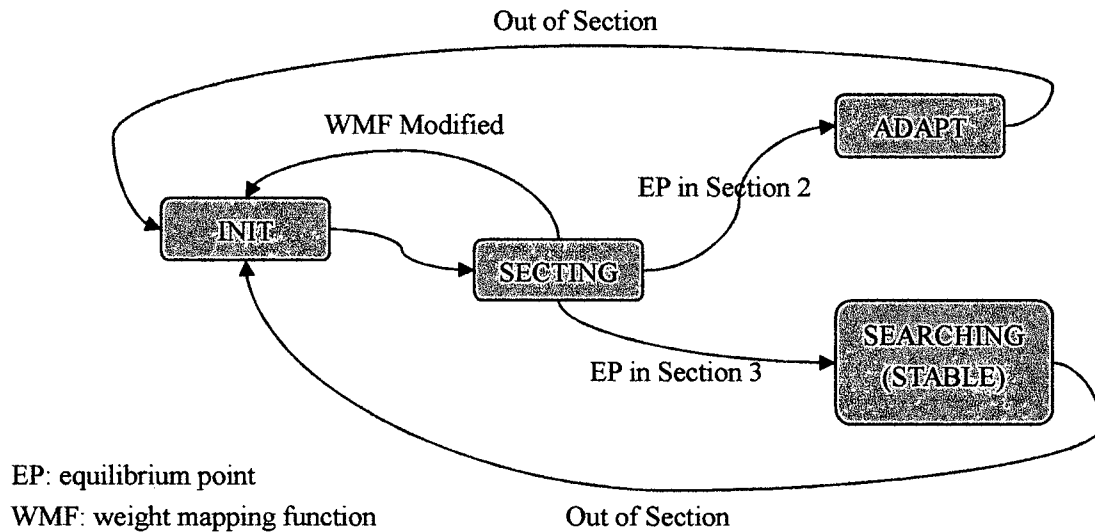 Out of Section
ADAPT
WMF Modified
EP in Section 2
INIT
SECTING
SEARCHING
(STABLE)
EP in Section 3
EP: equilibrium point
WMF: weight mapping function
Out of Section